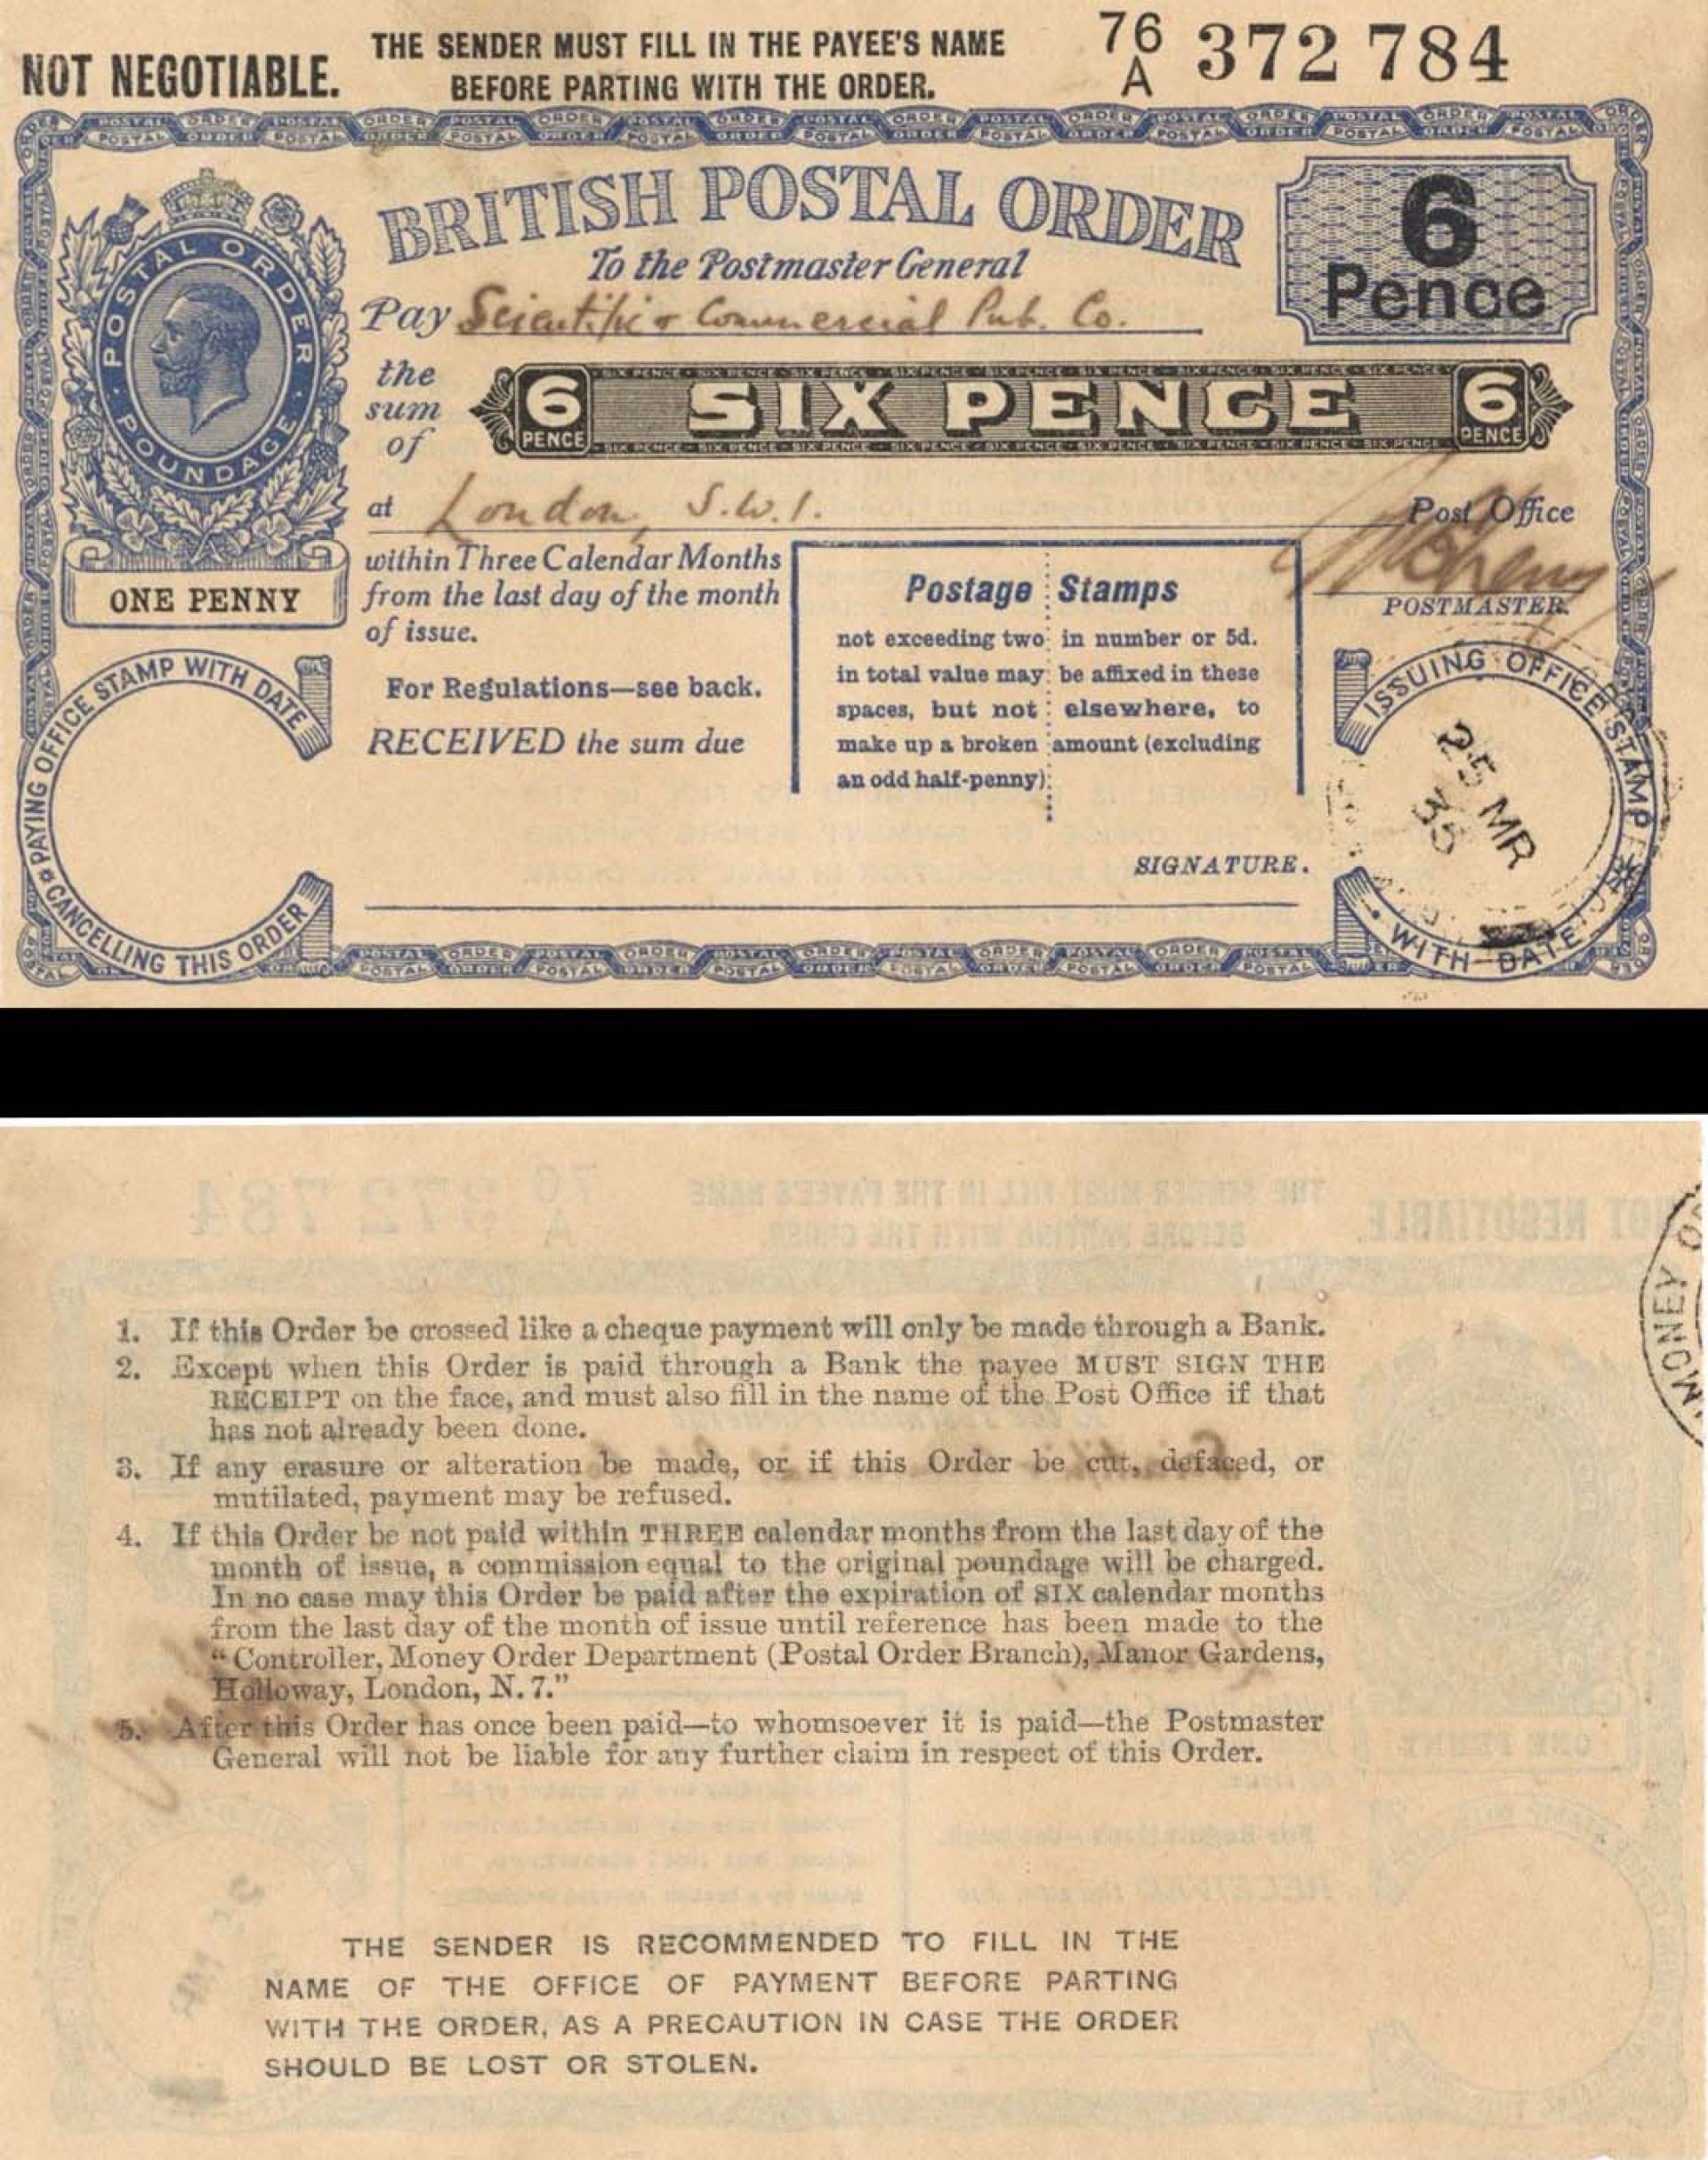 NOT NEGOTIABLE.
THE SENDER MUST FILL IN THE PAYEE'S NAME
BEFORE PARTING WITH THE ORDER.
76
A 372 784
BRITISH POSTAL ORDER
To the Postmaster General
6
Pence
POSTAL ORDER
POUNDAGE
ONE PENNY
Pay Scientific & Commercial Pub. Co.
the
sum
of
6 PENCE SIX PENCE 6 PENCE
at London, S.W.1. Post Office
POSTMASTER.
within Three Calendar Months
from the last day of the month
of issue.
For Regulations—see back.
RECEIVED the sum due
Postage Stamps
not exceeding two in number or 5d.
in total value may be affixed in these
spaces, but not elsewhere, to
make up a broken amount (excluding
an odd half-penny)
SIGNATURE.
PAYING OFFICE STAMP WITH DATE
CANCELLING THIS ORDER
ISSUING OFFICE STAMP
WITH DATE
25 MR
35
MONEY
1. If this Order be crossed like a cheque payment will only be made through a Bank.
2. Except when this Order is paid through a Bank the payee MUST SIGN THE
RECEIPT on the face, and must also fill in the name of the Post Office if that
has not already been done.
3. If any erasure or alteration be made, or if this Order be cut, defaced, or
mutilated, payment may be refused.
4. If this Order be not paid within THREE calendar months from the last day of the
month of issue, a commission equal to the original poundage will be charged.
In no case may this Order be paid after the expiration of SIX calendar months
from the last day of the month of issue until reference has been made to the
"Controller, Money Order Department (Postal Order Branch), Manor Gardens,
Holloway, London, N.7."
5. After this Order has once been paid—to whomsoever it is paid—the Postmaster
General will not be liable for any further claim in respect of this Order.
THE SENDER IS RECOMMENDED TO FILL IN THE
NAME OF THE OFFICE OF PAYMENT BEFORE PARTING
WITH THE ORDER, AS A PRECAUTION IN CASE THE ORDER
SHOULD BE LOST OR STOLEN.